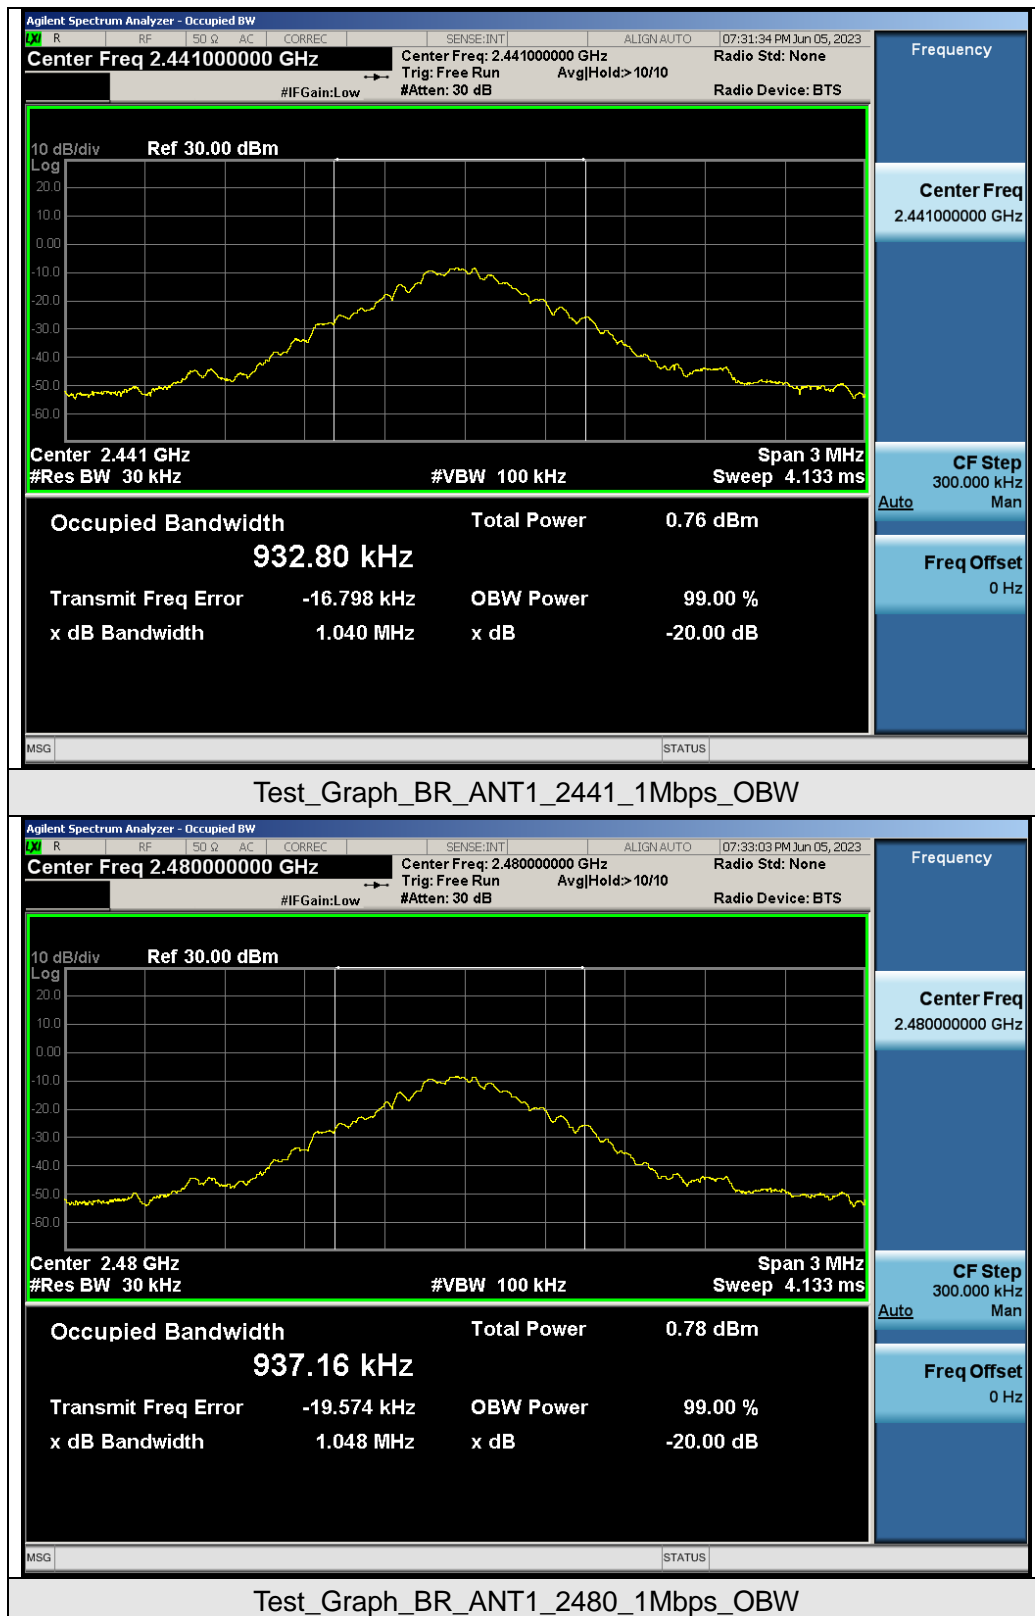 Agilent Spectrum Analyzer - Occupied BW
LXI R RF 50 Ω AC CORREC SENSE:INT ALIGN AUTO 07:31:34 PM Jun 05, 2023
Center Freq 2.441000000 GHz
Center Freq: 2.441000000 GHz Radio Std: None
Trig: Free Run Avg|Hold:> 10/10
#IFGain:Low #Atten: 30 dB Radio Device: BTS
Frequency
10 dB/div Ref 30.00 dBm
Log
20.0
10.0
0.00
-10.0
-20.0
-30.0
-40.0
-50.0
-60.0
Center 2.441 GHz Span 3 MHz
#Res BW 30 kHz #VBW 100 kHz Sweep 4.133 ms
Center Freq
2.441000000 GHz
CF Step
300.000 kHz
Auto Man
Freq Offset
0 Hz
Occupied Bandwidth Total Power 0.76 dBm
932.80 kHz
Transmit Freq Error -16.798 kHz OBW Power 99.00 %
x dB Bandwidth 1.040 MHz x dB -20.00 dB
MSG STATUS
Test_Graph_BR_ANT1_2441_1Mbps_OBW
Agilent Spectrum Analyzer - Occupied BW
LXI R RF 50 Ω AC CORREC SENSE:INT ALIGN AUTO 07:33:03 PM Jun 05, 2023
Center Freq 2.480000000 GHz
Center Freq: 2.480000000 GHz Radio Std: None
Trig: Free Run Avg|Hold:> 10/10
#IFGain:Low #Atten: 30 dB Radio Device: BTS
Frequency
10 dB/div Ref 30.00 dBm
Log
20.0
10.0
0.00
-10.0
-20.0
-30.0
-40.0
-50.0
-60.0
Center 2.48 GHz Span 3 MHz
#Res BW 30 kHz #VBW 100 kHz Sweep 4.133 ms
Center Freq
2.480000000 GHz
CF Step
300.000 kHz
Auto Man
Freq Offset
0 Hz
Occupied Bandwidth Total Power 0.78 dBm
937.16 kHz
Transmit Freq Error -19.574 kHz OBW Power 99.00 %
x dB Bandwidth 1.048 MHz x dB -20.00 dB
MSG STATUS
Test_Graph_BR_ANT1_2480_1Mbps_OBW